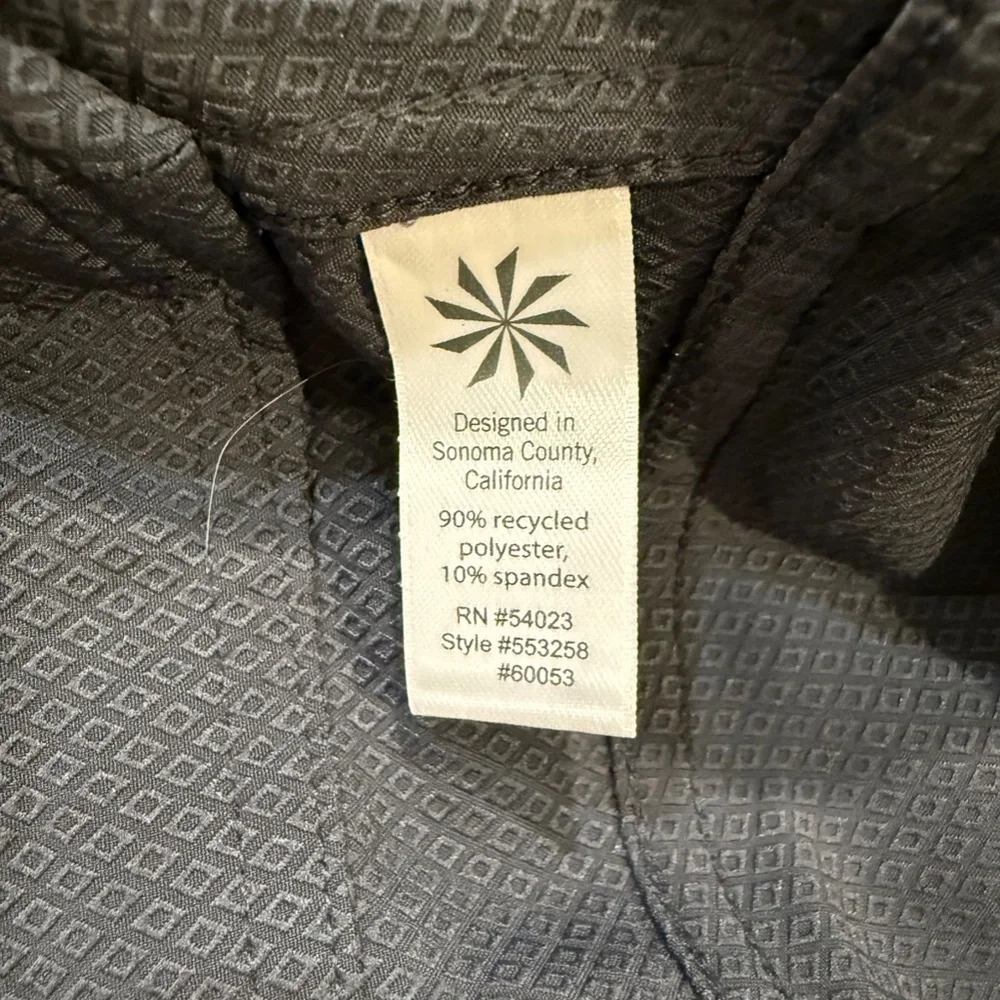 Designed in
Sonoma County,
California
90% recycled
polyester,
10% spandex
RN #54023
Style #553258
#60053